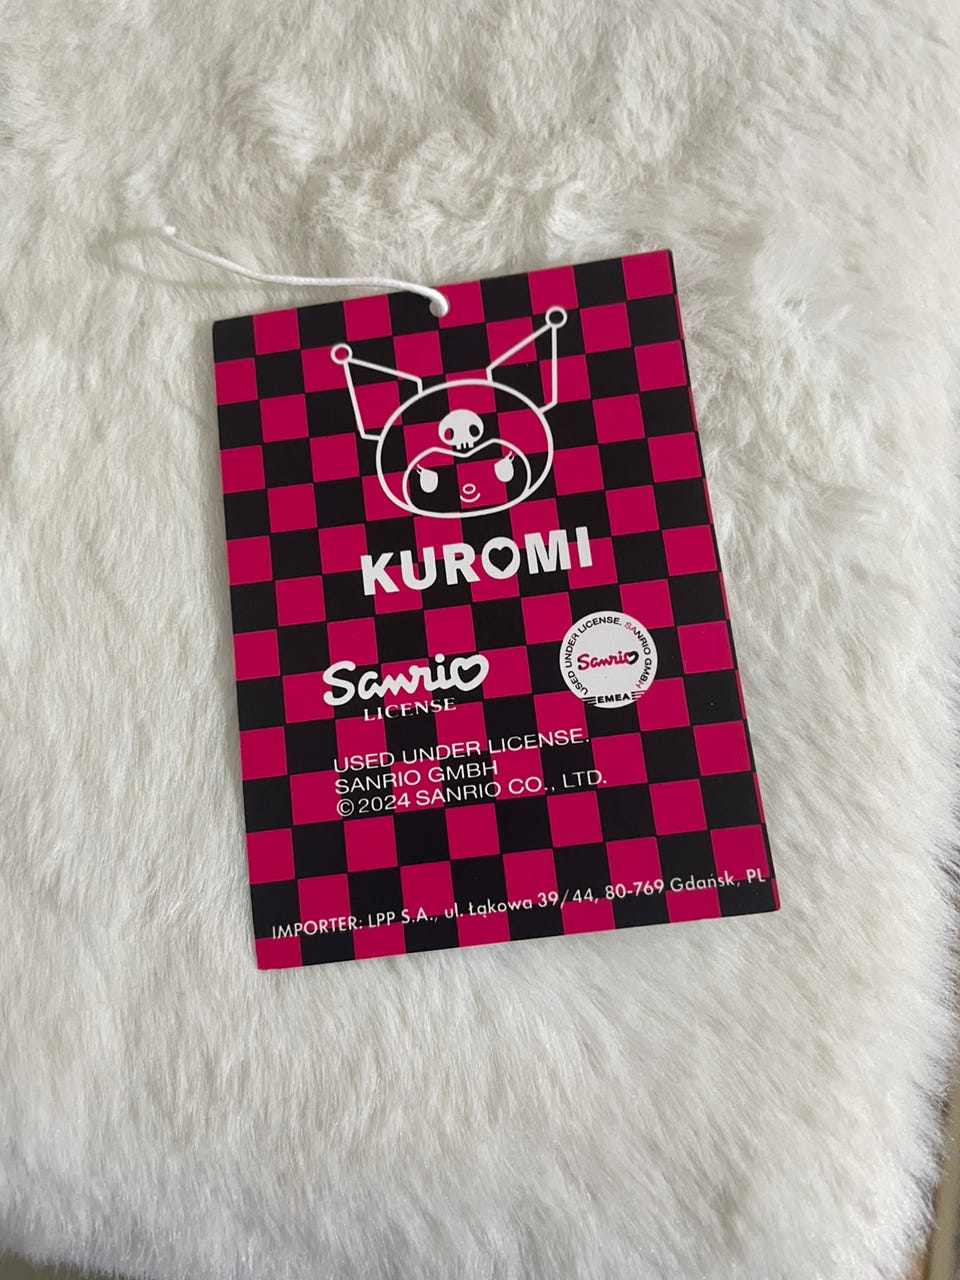 KUROMI
Sanrio
LICENSE
USED UNDER LICENSE. SANRIO GMBH
Sanrio
EMEA
USED UNDER LICENSE.
SANRIO GMBH
©2024 SANRIO CO., LTD.
IMPORTER: LPP S.A., ul. Łąkowa 39/44, 80-769 Gdańsk, PL